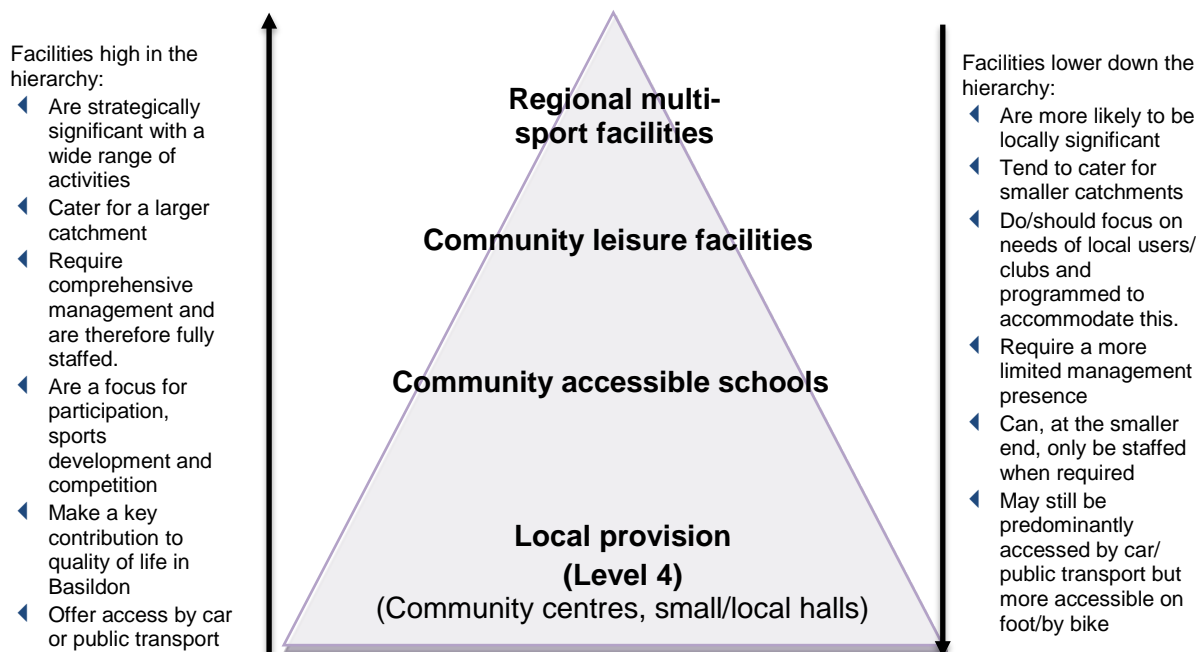 Facilities high in the
hierarchy:
Are strategically
significant with a
wide range of
activities
Cater for a larger
catchment
Require
comprehensive
management and
are therefore fully
staffed.
Are a focus for
participation,
sports
development and
competition
Make a key
contribution to
quality of life in
Basildon
Offer access by car
or public transport
Regional multi-
sport facilities
Community leisure facilities
Community accessible schools
Local provision
(Level 4)
(Community centres, small/local halls)
Facilities lower down the
hierarchy:
Are more likely to be
locally significant
Tend to cater for
smaller catchments
Do/should focus on
needs of local users/
clubs and
programmed to
accommodate this.
Require a more
limited management
presence
Can, at the smaller
end, only be staffed
when required
May still be
predominantly
accessed by car/
public transport but
more accessible on
foot/by bike